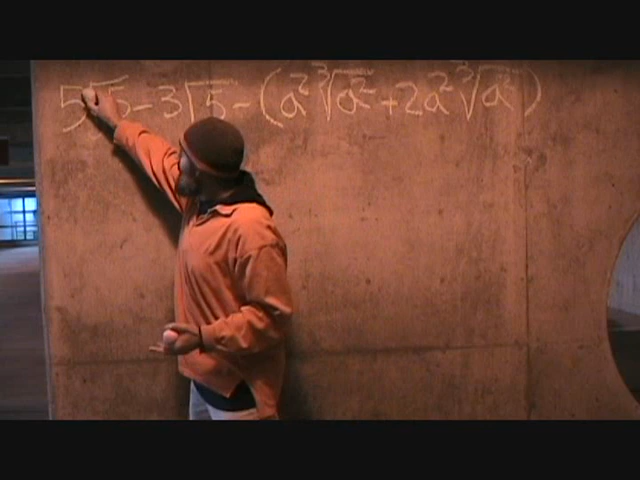 5√5 - 3√5 - (a² ∛a² + 2a² ∛a²)